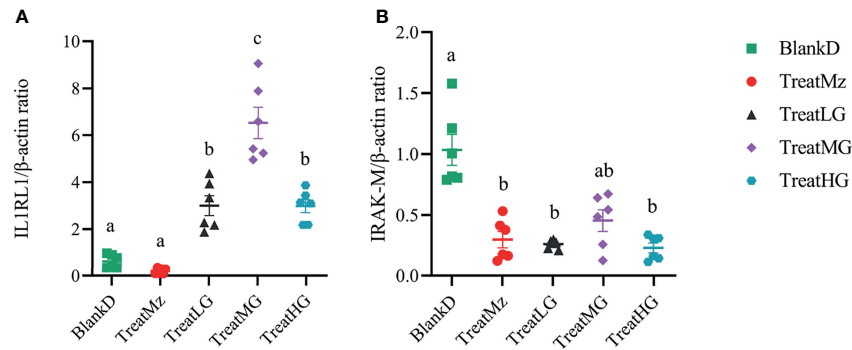 A
IL1RL1/β-actin ratio
10
8
6
4
2
0
a
a
b
c
b
BlankD
TreatMz
TreatLG
TreatMG
TreatHG
B
IRAK-M/β-actin ratio
2.0
1.5
1.0
0.5
0.0
a
b
b
ab
b
BlankD
TreatMz
TreatLG
TreatMG
TreatHG
BlankD
TreatMz
TreatLG
TreatMG
TreatHG